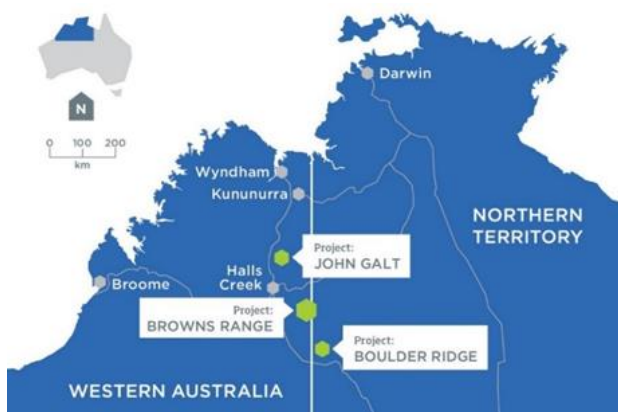 Darwin
N
0 100 200
km
Wyndham
Kununurra
NORTHERN
TERRITORY
Project:
JOHN GALT
Halls
Creek
Broome
Project:
BROWNS RANGE
Project:
BOULDER RIDGE
WESTERN AUSTRALIA